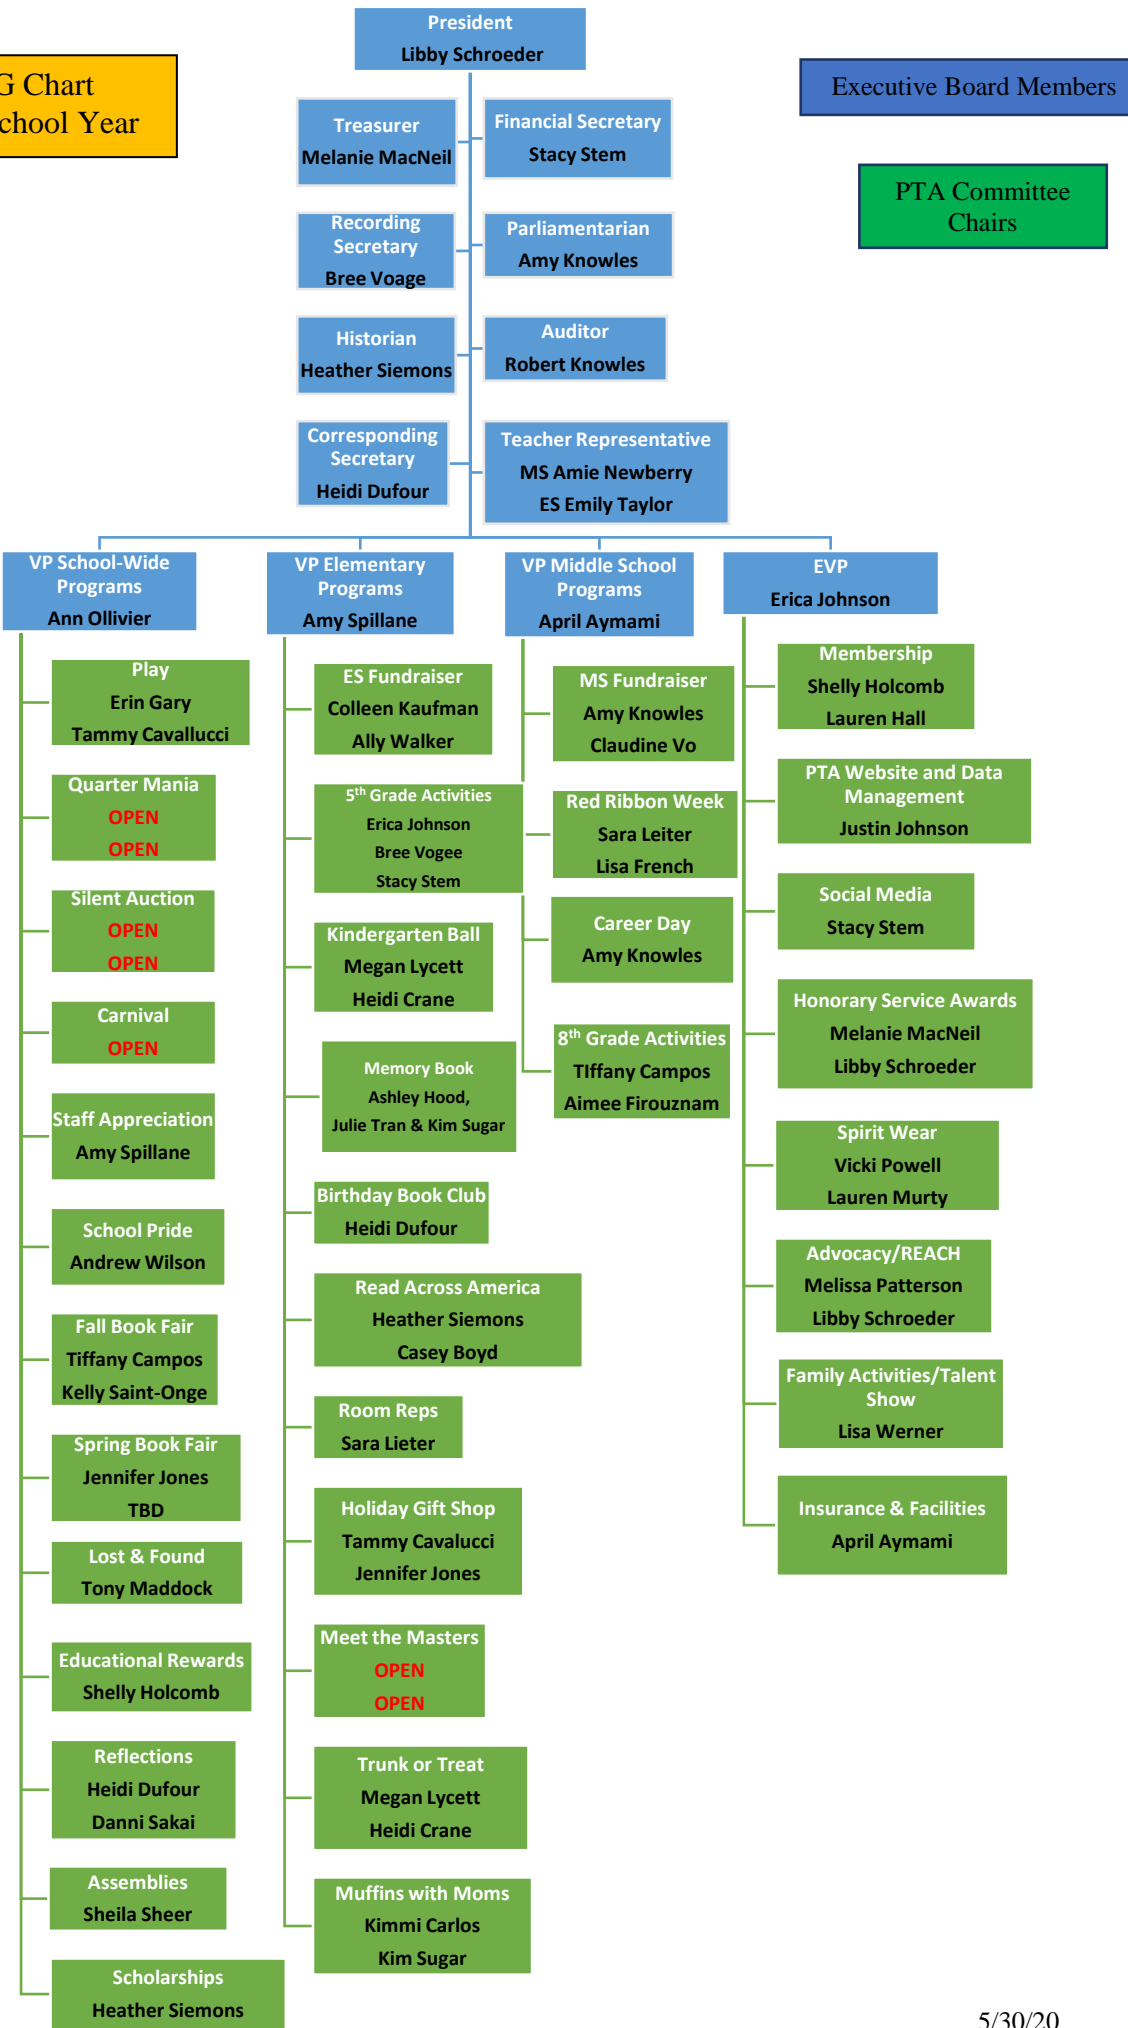 President
Libby Schroeder
G Chart
chool Year
Executive Board Members
PTA Committee
Chairs
Treasurer
Melanie MacNeil
Financial Secretary
Stacy Stem
Recording
Secretary
Bree Voage
Parliamentarian
Amy Knowles
Historian
Heather Siemons
Auditor
Robert Knowles
Corresponding
Secretary
Heidi Dufour
Teacher Representative
MS Amie Newberry
ES Emily Taylor
VP School-Wide
Programs
Ann Ollivier
VP Elementary
Programs
Amy Spillane
VP Middle School
Programs
April Aymami
EVP
Erica Johnson
Play
Erin Gary
Tammy Cavallucci
Quarter Mania
OPEN
OPEN
Silent Auction
OPEN
OPEN
Carnival
OPEN
Staff Appreciation
Amy Spillane
School Pride
Andrew Wilson
Fall Book Fair
Tiffany Campos
Kelly Saint-Onge
Spring Book Fair
Jennifer Jones
TBD
Lost & Found
Tony Maddock
Educational Rewards
Shelly Holcomb
Reflections
Heidi Dufour
Danni Sakai
Assemblies
Sheila Sheer
Scholarships
Heather Siemons
ES Fundraiser
Colleen Kaufman
Ally Walker
5th Grade Activities
Erica Johnson
Bree Vogee
Stacy Stem
Kindergarten Ball
Megan Lycett
Heidi Crane
Memory Book
Ashley Hood,
Julie Tran & Kim Sugar
Birthday Book Club
Heidi Dufour
Read Across America
Heather Siemons
Casey Boyd
Room Reps
Sara Lieter
Holiday Gift Shop
Tammy Cavalucci
Jennifer Jones
Meet the Masters
OPEN
OPEN
Trunk or Treat
Megan Lycett
Heidi Crane
Muffins with Moms
Kimmi Carlos
Kim Sugar
MS Fundraiser
Amy Knowles
Claudine Vo
Red Ribbon Week
Sara Leiter
Lisa French
Career Day
Amy Knowles
8th Grade Activities
TIffany Campos
Aimee Firouznam
Membership
Shelly Holcomb
Lauren Hall
PTA Website and Data
Management
Justin Johnson
Social Media
Stacy Stem
Honorary Service Awards
Melanie MacNeil
Libby Schroeder
Spirit Wear
Vicki Powell
Lauren Murty
Advocacy/REACH
Melissa Patterson
Libby Schroeder
Family Activities/Talent
Show
Lisa Werner
Insurance & Facilities
April Aymami
5/30/20